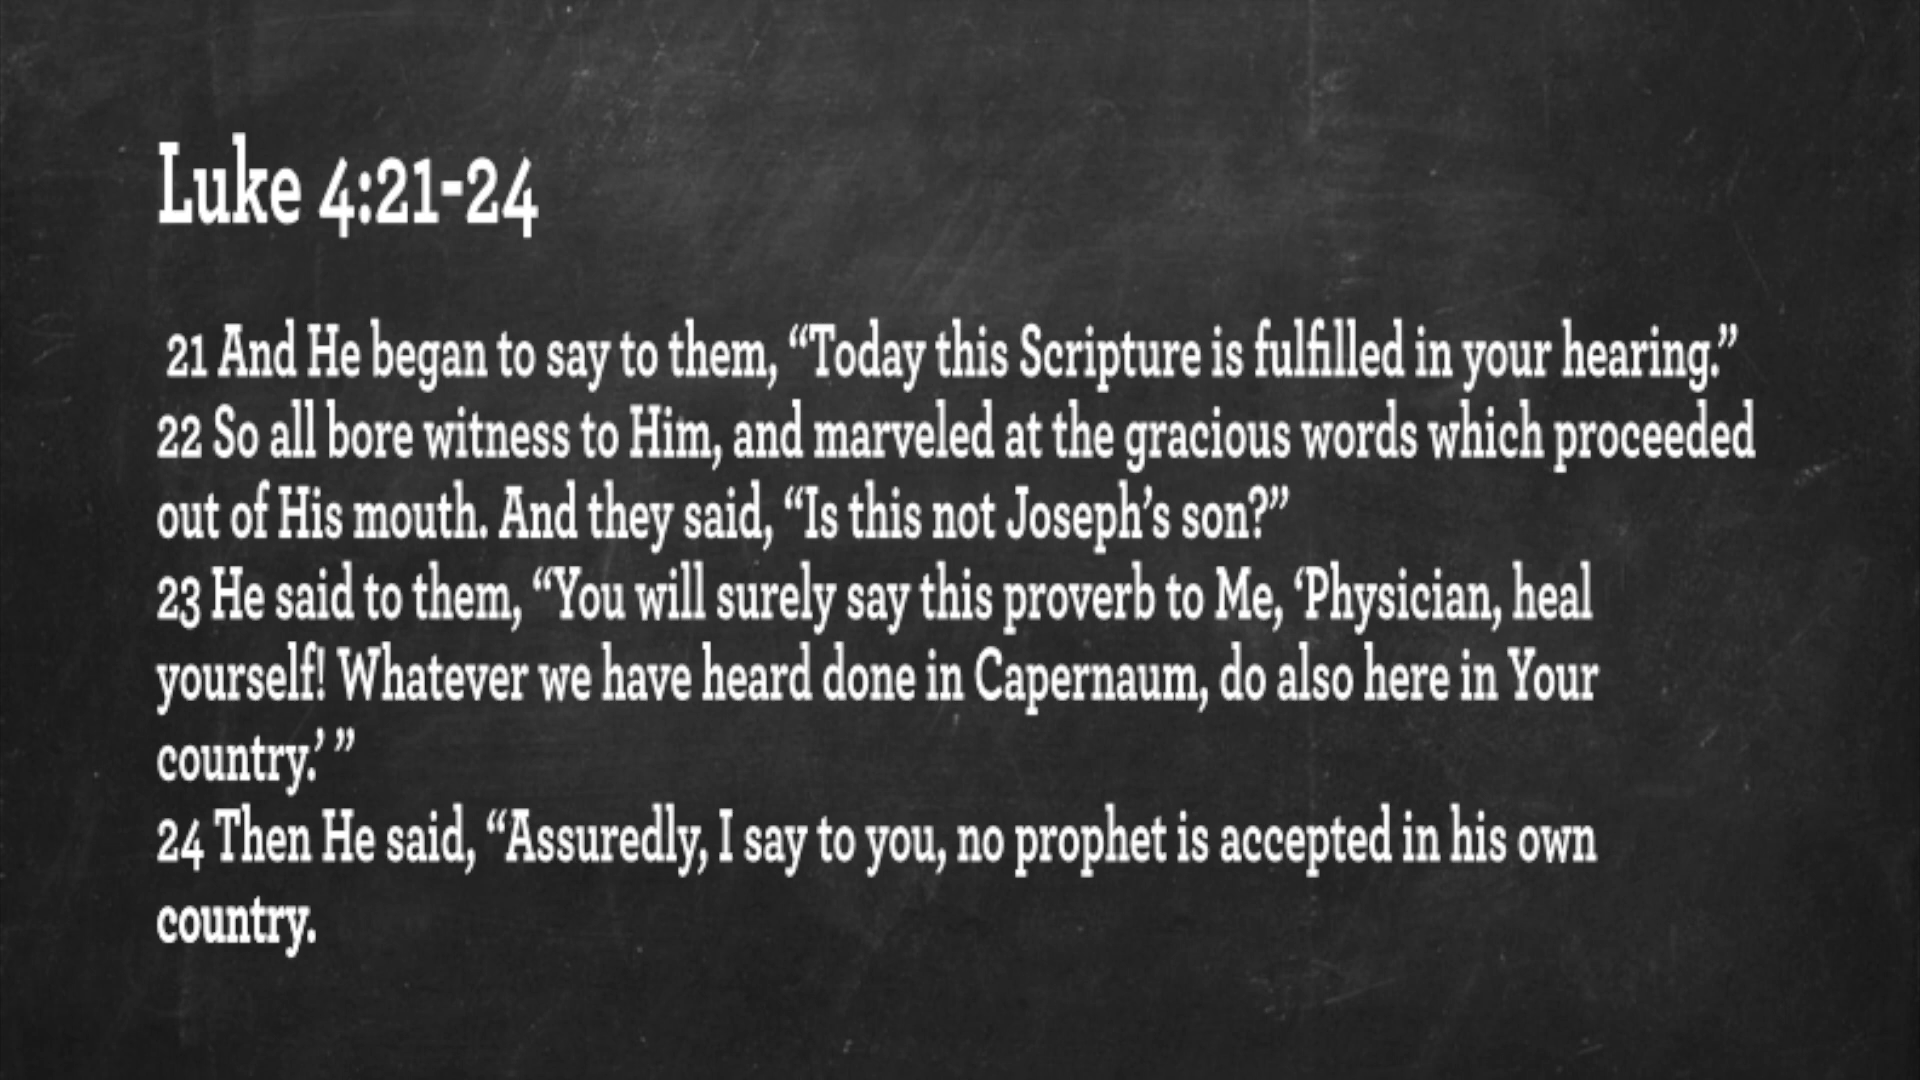 Luke 4:21-24
21 And He began to say to them, “Today this Scripture is fulfilled in your hearing.”
22 So all bore witness to Him, and marveled at the gracious words which proceeded
out of His mouth. And they said, “Is this not Joseph’s son?”
23 He said to them, “You will surely say this proverb to Me, ‘Physician, heal
yourself! Whatever we have heard done in Capernaum, do also here in Your
country.’ ”
24 Then He said, “Assuredly, I say to you, no prophet is accepted in his own
country.